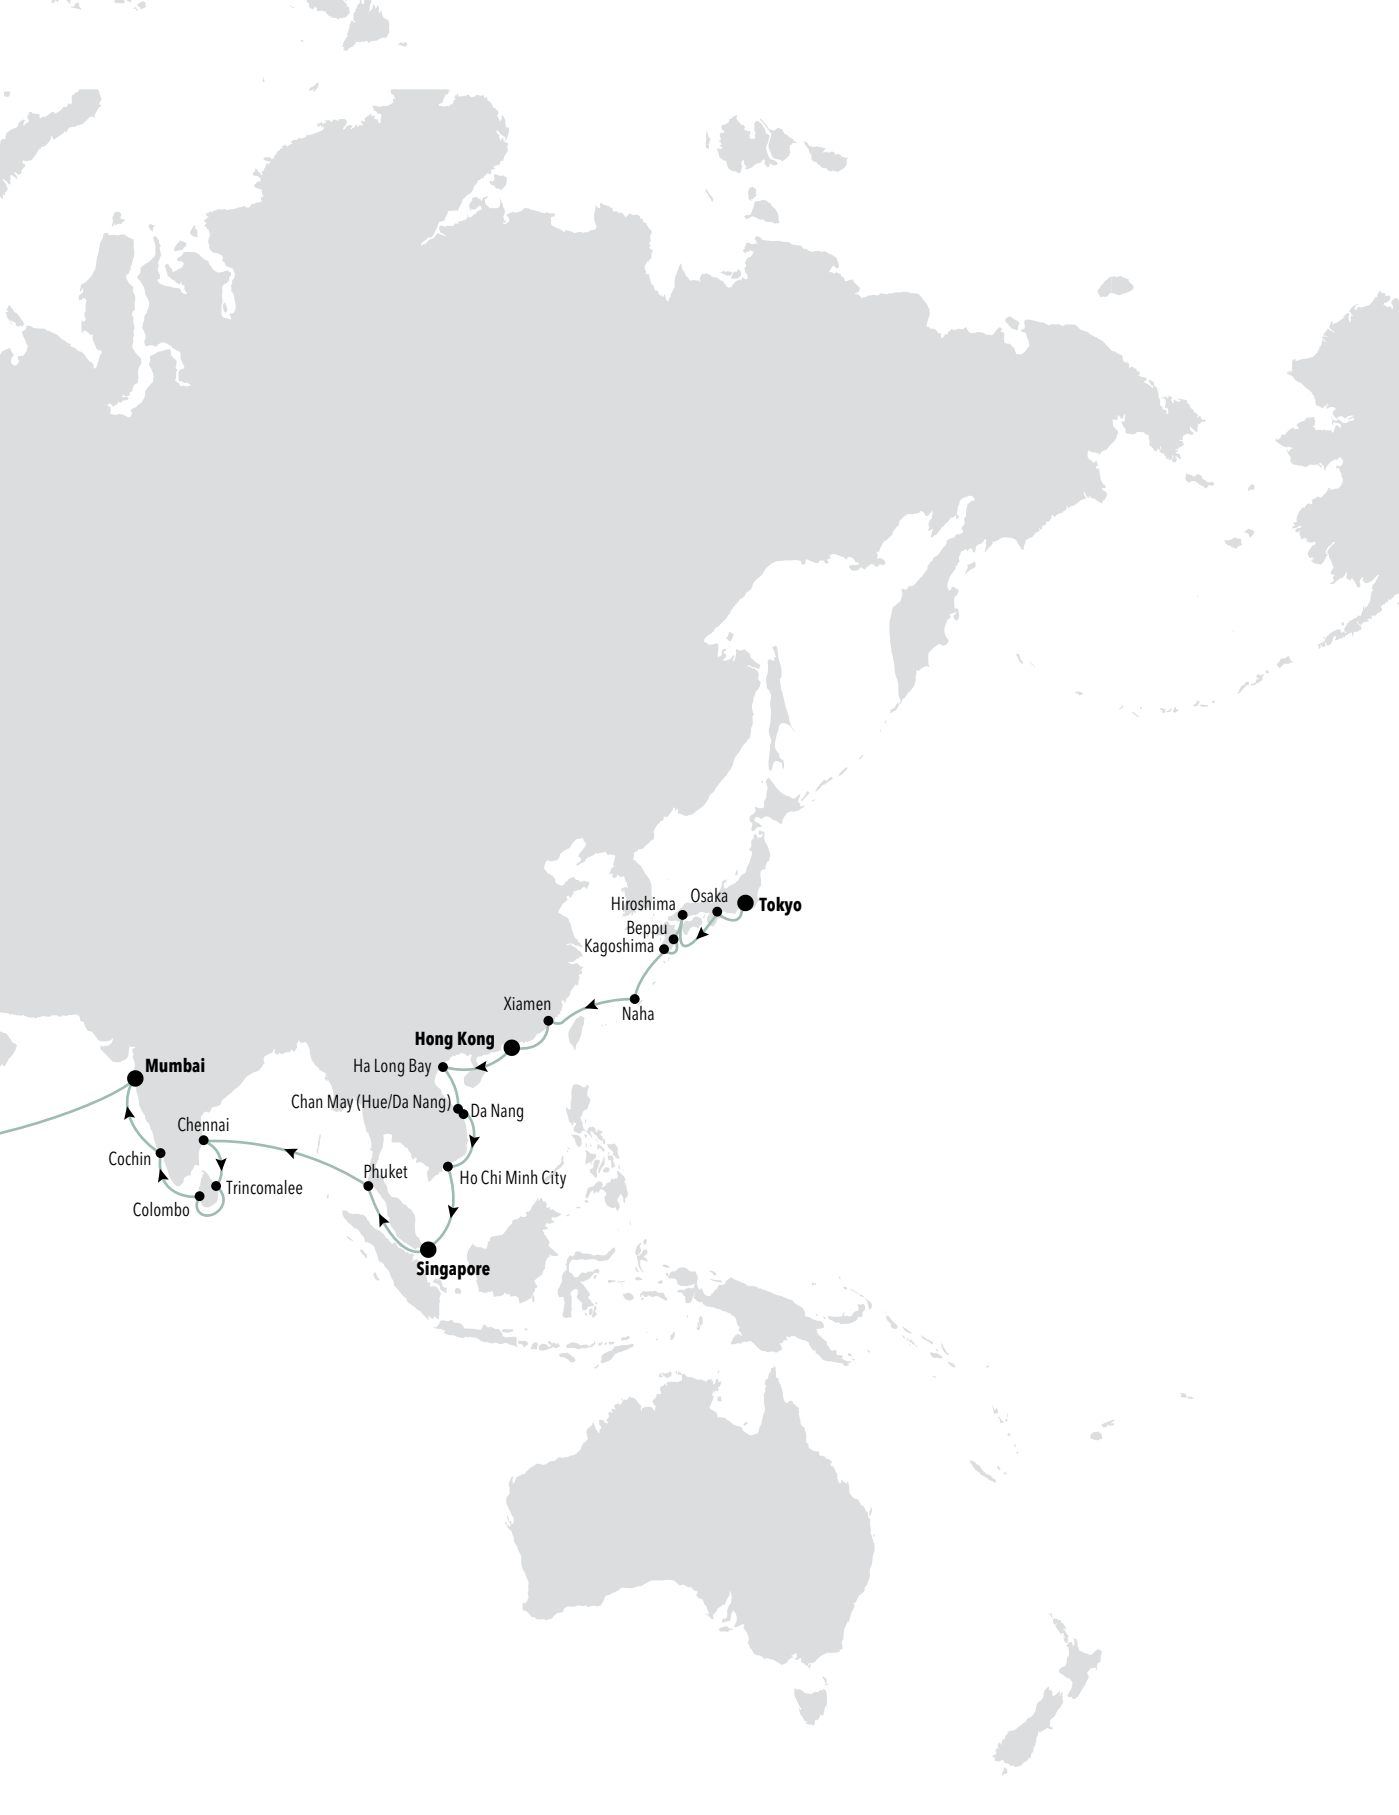 Osaka
Hiroshima
Tokyo
Beppu
Kagoshima
Xiamen
Naha
Hong Kong
Mumbai
Ha Long Bay
Chan May (Hue/Da Nang)
Da Nang
Chennai
Cochin
Phuket
Ho Chi Minh City
Trincomalee
Colombo
Singapore